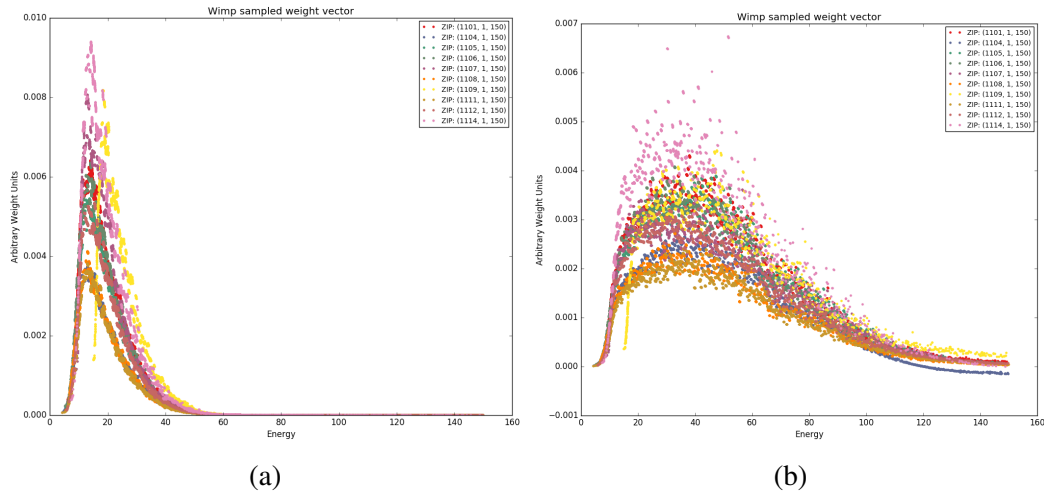 Wimp sampled weight vector
Arbitrary Weight Units
0.010
0.008
0.006
0.004
0.002
0.000
0
20
40
60
80
100
120
140
160
Energy
ZIP: (1101, 1, 150)
ZIP: (1104, 1, 150)
ZIP: (1105, 1, 150)
ZIP: (1106, 1, 150)
ZIP: (1107, 1, 150)
ZIP: (1108, 1, 150)
ZIP: (1109, 1, 150)
ZIP: (1111, 1, 150)
ZIP: (1112, 1, 150)
ZIP: (1114, 1, 150)
(a)
Wimp sampled weight vector
Arbitrary Weight Units
0.007
0.006
0.005
0.004
0.003
0.002
0.001
0.000
−0.001
0
20
40
60
80
100
120
140
160
Energy
ZIP: (1101, 1, 150)
ZIP: (1104, 1, 150)
ZIP: (1105, 1, 150)
ZIP: (1106, 1, 150)
ZIP: (1107, 1, 150)
ZIP: (1108, 1, 150)
ZIP: (1109, 1, 150)
ZIP: (1111, 1, 150)
ZIP: (1112, 1, 150)
ZIP: (1114, 1, 150)
(b)